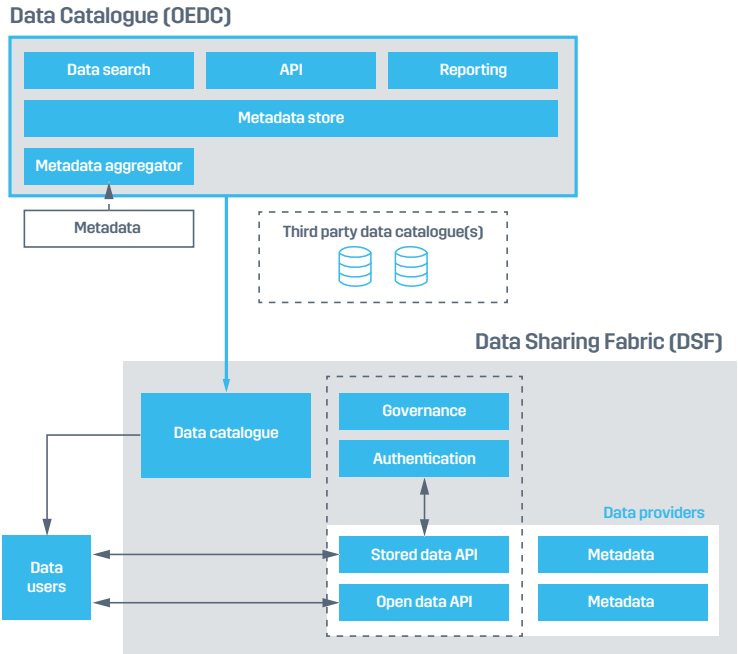 Data Catalogue (OEDC)
Data search
API
Reporting
Metadata store
Metadata aggregator
Metadata
Third party data catalogue(s)
Data Sharing Fabric (DSF)
Data catalogue
Governance
Authentication
Data providers
Data
users
Stored data API
Metadata
Open data API
Metadata